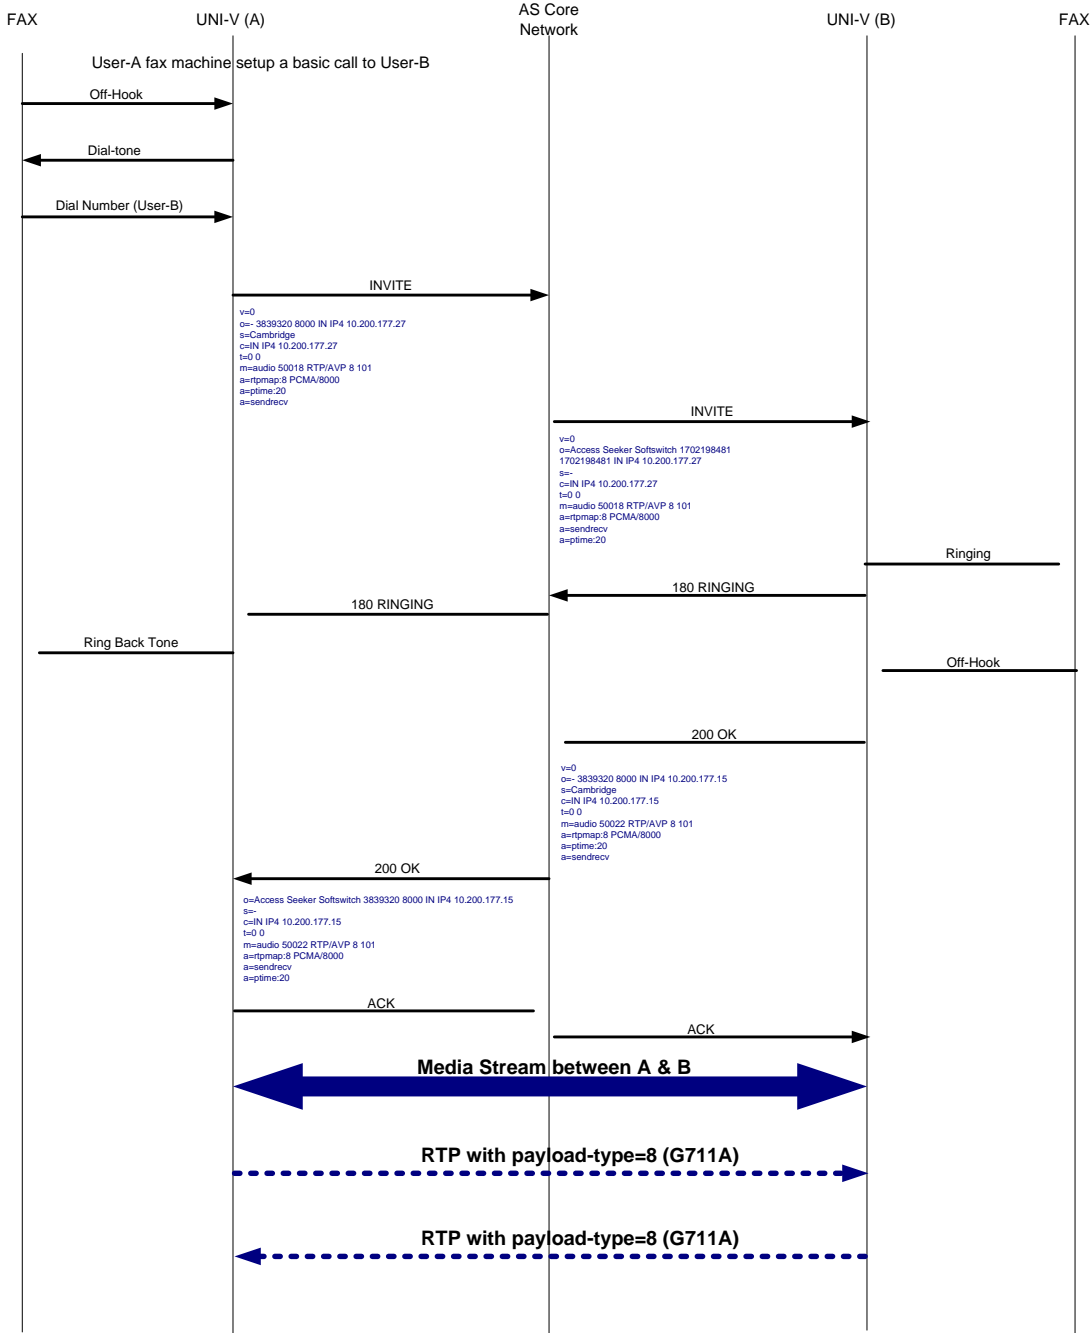 FAX
UNI-V (A)
AS Core
Network
UNI-V (B)
FAX
User-A fax machine setup a basic call to User-B
Off-Hook
Dial-tone
Dial Number (User-B)
INVITE
v=0
o=- 3839320 8000 IN IP4 10.200.177.27
s=Cambridge
c=IN IP4 10.200.177.27
t=0 0
m=audio 50018 RTP/AVP 8 101
a=rtpmap:8 PCMA/8000
a=ptime:20
a=sendrecv
INVITE
v=0
o=Access Seeker Softswitch 1702198481
1702198481 IN IP4 10.200.177.27
s=-
c=IN IP4 10.200.177.27
t=0 0
m=audio 50018 RTP/AVP 8 101
a=rtpmap:8 PCMA/8000
a=sendrecv
a=ptime:20
Ringing
180 RINGING
180 RINGING
Ring Back Tone
Off-Hook
200 OK
v=0
o=- 3839320 8000 IN IP4 10.200.177.15
s=Cambridge
c=IN IP4 10.200.177.15
t=0 0
m=audio 50022 RTP/AVP 8 101
a=rtpmap:8 PCMA/8000
a=ptime:20
a=sendrecv
200 OK
o=Access Seeker Softwitch 3839320 8000 IN IP4 10.200.177.15
s=-
c=IN IP4 10.200.177.15
t=0 0
m=audio 50022 RTP/AVP 8 101
a=rtpmap:8 PCMA/8000
a=sendrecv
a=ptime:20
ACK
ACK
Media Stream between A & B
RTP with payload-type=8 (G711A)
RTP with payload-type=8 (G711A)